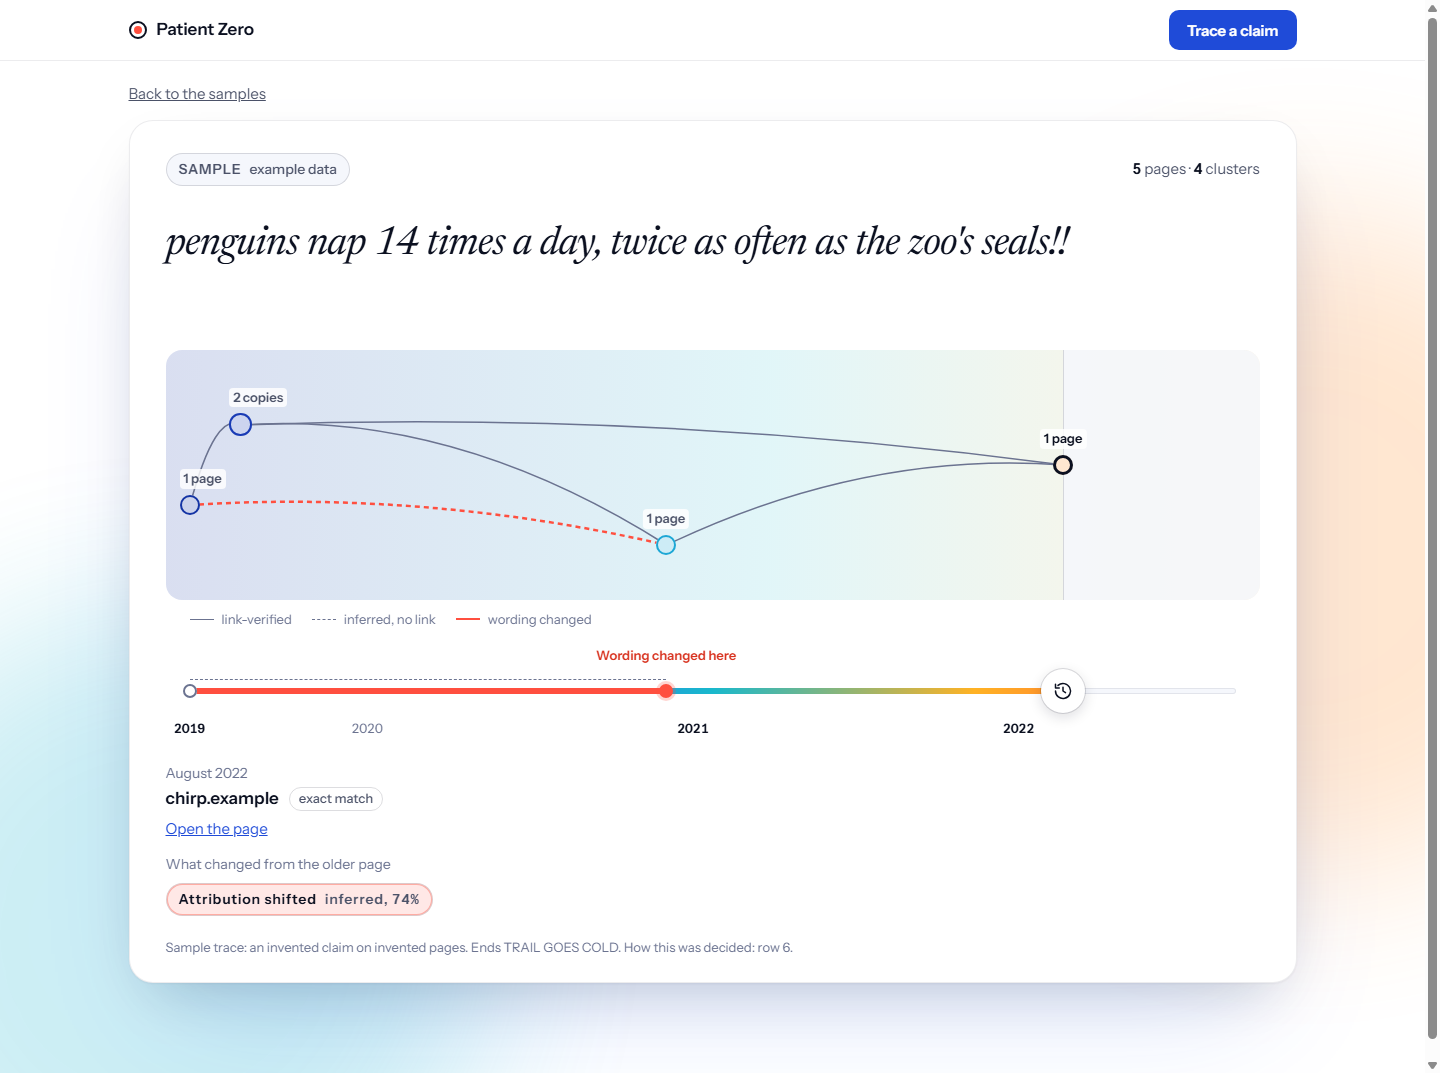 Patient Zero
Trace a claim
Back to the samples
SAMPLE example data
5 pages · 4 clusters
penguins nap 14 times a day, twice as often as the zoo's seals!!
2 copies
1 page
1 page
1 page
link-verified
inferred, no link
wording changed
Wording changed here
2019
2020
2021
2022
August 2022
chirp.example exact match
Open the page
What changed from the older page
Attribution shifted inferred, 74%
Sample trace: an invented claim on invented pages. Ends TRAIL GOES COLD. How this was decided: row 6.